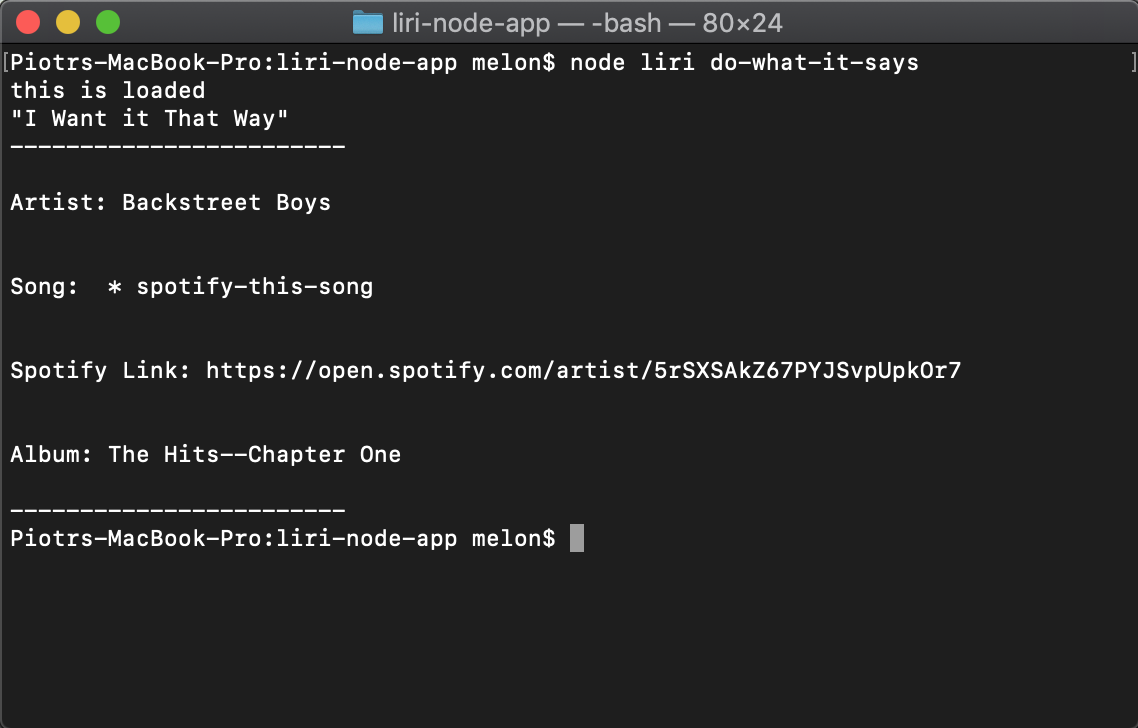 liri-node-app — -bash — 80×24
[Piotrs-MacBook-Pro:liri-node-app melon$ node liri do-what-it-says ]
this is loaded
"I Want it That Way"
------------------------
Artist: Backstreet Boys
Song:  * spotify-this-song
Spotify Link: https://open.spotify.com/artist/5rSXSAkZ67PYJSvpUpkOr7
Album: The Hits--Chapter One
------------------------
Piotrs-MacBook-Pro:liri-node-app melon$